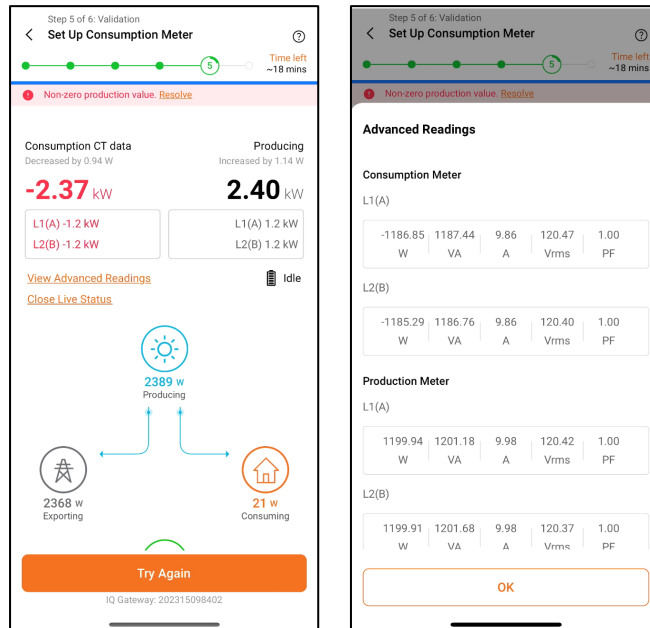 Step 5 of 6: Validation
Set Up Consumption Meter
5
Time left
~18 mins
Non-zero production value. Resolve
Consumption CT data
Producing
Decreased by 0.94 W
Increased by 1.14 W
-2.37 kW
2.40 kW
L1(A) -1.2 kW
L1(A) 1.2 kW
L2(B) -1.2 kW
L2(B) 1.2 kW
View Advanced Readings
Idle
Close Live Status
2389 W
Producing
2368 W
Exporting
21 W
Consuming
Try Again
IQ Gateway: 202315098402
Step 5 of 6: Validation
Set Up Consumption Meter
5
Time left
~18 mins
Non-zero production value. Resolve
Advanced Readings
Consumption Meter
L1(A)
-1186.85 1187.44 9.86 120.47 1.00
W VA A Vrms PF
L2(B)
-1185.29 1186.76 9.86 120.40 1.00
W VA A Vrms PF
Production Meter
L1(A)
1199.94 1201.18 9.98 120.42 1.00
W VA A Vrms PF
L2(B)
1199.91 1201.68 9.98 120.37 1.00
W VA A Vrms PF
OK